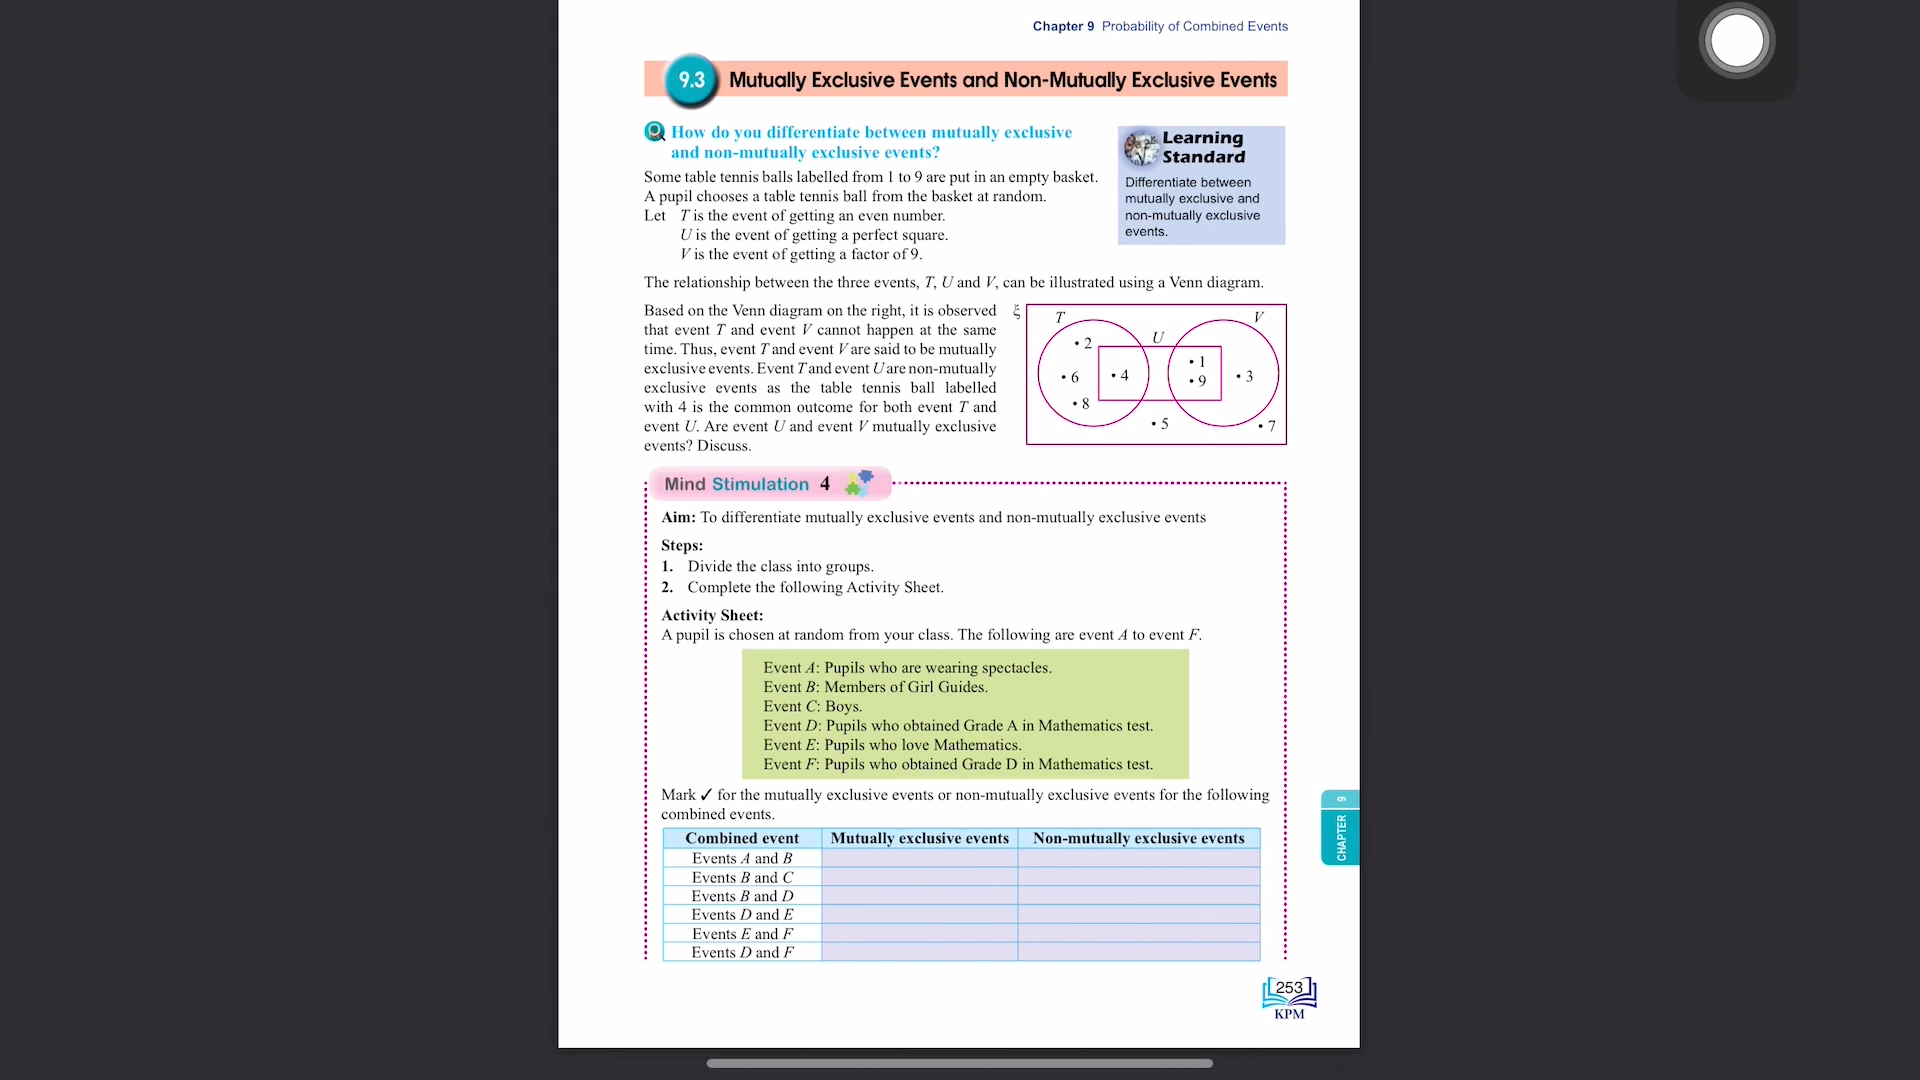 Chapter 9 Probability of Combined Events
9.3 Mutually Exclusive Events and Non-Mutually Exclusive Events
How do you differentiate between mutually exclusive
and non-mutually exclusive events?
Learning
Standard
Differentiate between
mutually exclusive and
non-mutually exclusive
events.
Some table tennis balls labelled from 1 to 9 are put in an empty basket.
A pupil chooses a table tennis ball from the basket at random.
Let T is the event of getting an even number.
U is the event of getting a perfect square.
V is the event of getting a factor of 9.
The relationship between the three events, T, U and V, can be illustrated using a Venn diagram.
Based on the Venn diagram on the right, it is observed
that event T and event V cannot happen at the same
time. Thus, event T and event V are said to be mutually
exclusive events. Event T and event U are non-mutually
exclusive events as the table tennis ball labelled
with 4 is the common outcome for both event T and
event U. Are event U and event V mutually exclusive
events? Discuss.
ξ
T
V
U
• 2
• 1
• 6
• 4
• 9
• 3
• 8
• 5
• 7
Mind Stimulation 4
Aim: To differentiate mutually exclusive events and non-mutually exclusive events
Steps:
1. Divide the class into groups.
2. Complete the following Activity Sheet.
Activity Sheet:
A pupil is chosen at random from your class. The following are event A to event F.
Event A: Pupils who are wearing spectacles.
Event B: Members of Girl Guides.
Event C: Boys.
Event D: Pupils who obtained Grade A in Mathematics test.
Event E: Pupils who love Mathematics.
Event F: Pupils who obtained Grade D in Mathematics test.
Mark ✓ for the mutually exclusive events or non-mutually exclusive events for the following
combined events.
Combined event Mutually exclusive events Non-mutually exclusive events
Events A and B
Events B and C
Events B and D
Events D and E
Events E and F
Events D and F
CHAPTER 9
253
KPM